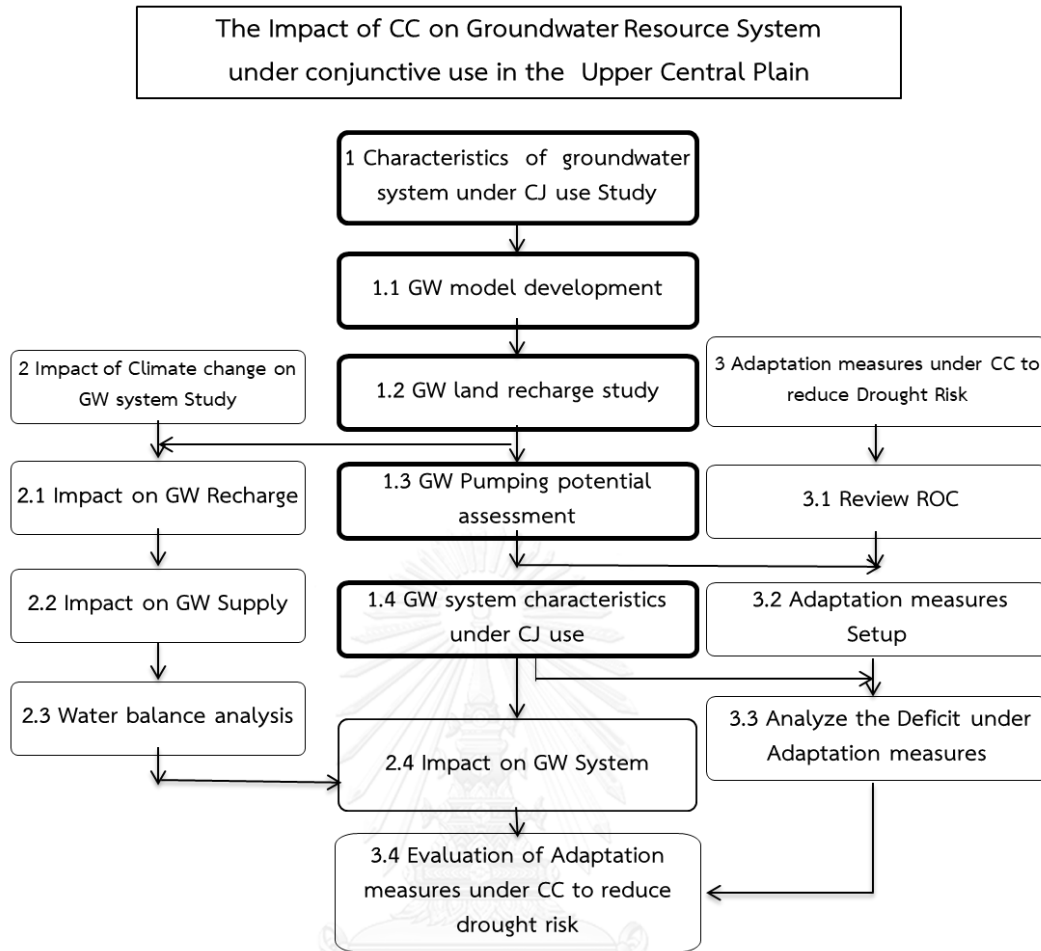 The Impact of CC on Groundwater Resource System
under conjunctive use in the Upper Central Plain
1 Characteristics of groundwater
system under CJ use Study
1.1 GW model development
2 Impact of Climate change on
GW system Study
1.2 GW land recharge study
3 Adaptation measures under CC to
reduce Drought Risk
2.1 Impact on GW Recharge
1.3 GW Pumping potential
assessment
3.1 Review ROC
2.2 Impact on GW Supply
1.4 GW system characteristics
under CJ use
3.2 Adaptation measures
Setup
2.3 Water balance analysis
2.4 Impact on GW System
3.3 Analyze the Deficit under
Adaptation measures
3.4 Evaluation of Adaptation
measures under CC to reduce
drought risk